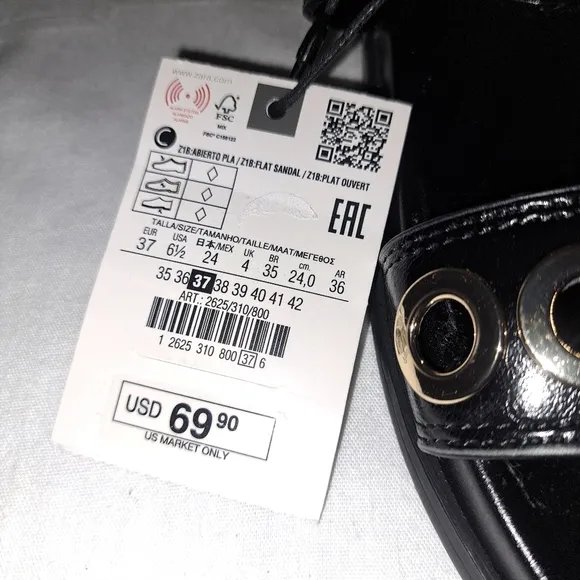 www.zara.com
FSC
MIX
FSC® C189123
C
Z1B:ABIERTO PLA / Z1B:FLAT SANDAL / Z1B:PLAT OUVERT
EAC
TALLA/SIZE/TAMANHO/TAILLE/MAAT/ΜΕΓΕΘΟΣ
EUR USA 日本/MEX UK BR cm. AR
37 6½ 24 4 35 24,0 36
35 36 37 38 39 40 41 42
ART.: 2625/310/800
1 2625 310 800 37 6
USD 69 90
US MARKET ONLY